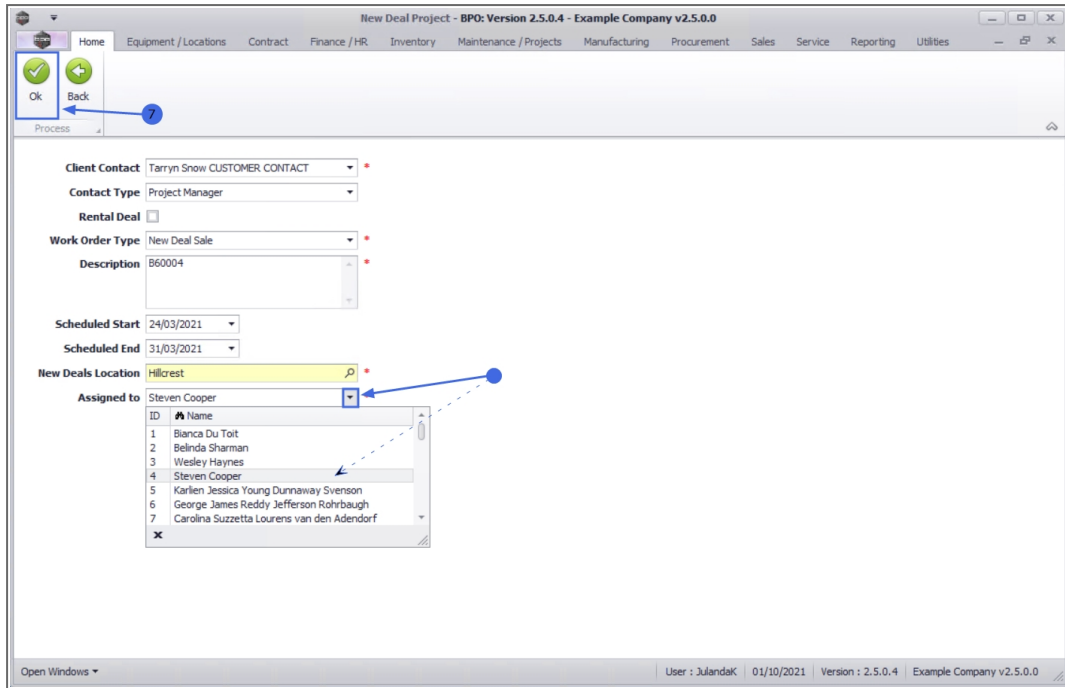 New Deal Project - BPO: Version 2.5.0.4 - Example Company v2.5.0.0
Home Equipment / Locations Contract Finance / HR Inventory Maintenance / Projects Manufacturing Procurement Sales Service Reporting Utilities
Ok Back
7
Process
Client Contact Tarryn Snow CUSTOMER CONTACT *
Contact Type Project Manager
Rental Deal
Work Order Type New Deal Sale *
Description B60004 *
Scheduled Start 24/03/2021
Scheduled End 31/03/2021
New Deals Location Hillcrest *
Assigned to Steven Cooper
ID Name
1 Bianca Du Toit
2 Belinda Sharman
3 Wesley Haynes
4 Steven Cooper
5 Karlien Jessica Young Dunnaway Svenson
6 George James Reddy Jefferson Rohrbaugh
7 Carolina Suzzetta Lourens van den Adendorf
x
Open Windows User : JulandaK 01/10/2021 Version : 2.5.0.4 Example Company v2.5.0.0